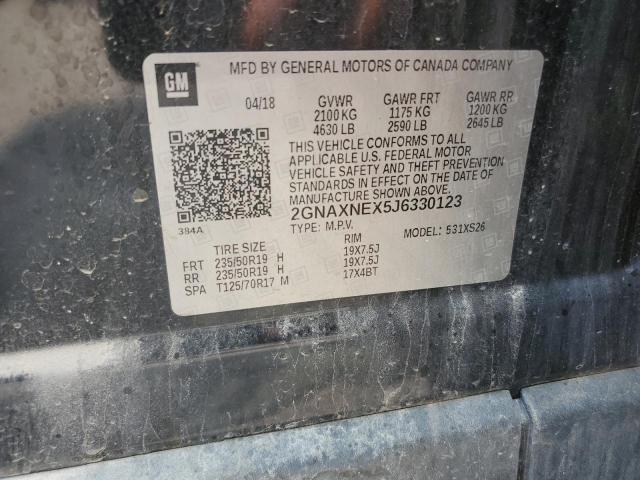 GM
MFD BY GENERAL MOTORS OF CANADA COMPANY
04/18 GVWR GAWR FRT GAWR RR
2100 KG 1175 KG 1200 KG
4630 LB 2590 LB 2645 LB
THIS VEHICLE CONFORMS TO ALL
APPLICABLE U.S. FEDERAL MOTOR
VEHICLE SAFETY AND THEFT PREVENTION
STANDARDS IN EFFECT ON THE DATE OF
MANUFACTURE SHOWN ABOVE.
2GNAXNEX5J6330123
384A
TYPE: M.P.V. MODEL: 531XS26
TIRE SIZE RIM
FRT 235/50R19 H 19X7.5J
RR 235/50R19 H 19X7.5J
SPA T125/70R17 M 17X4BT